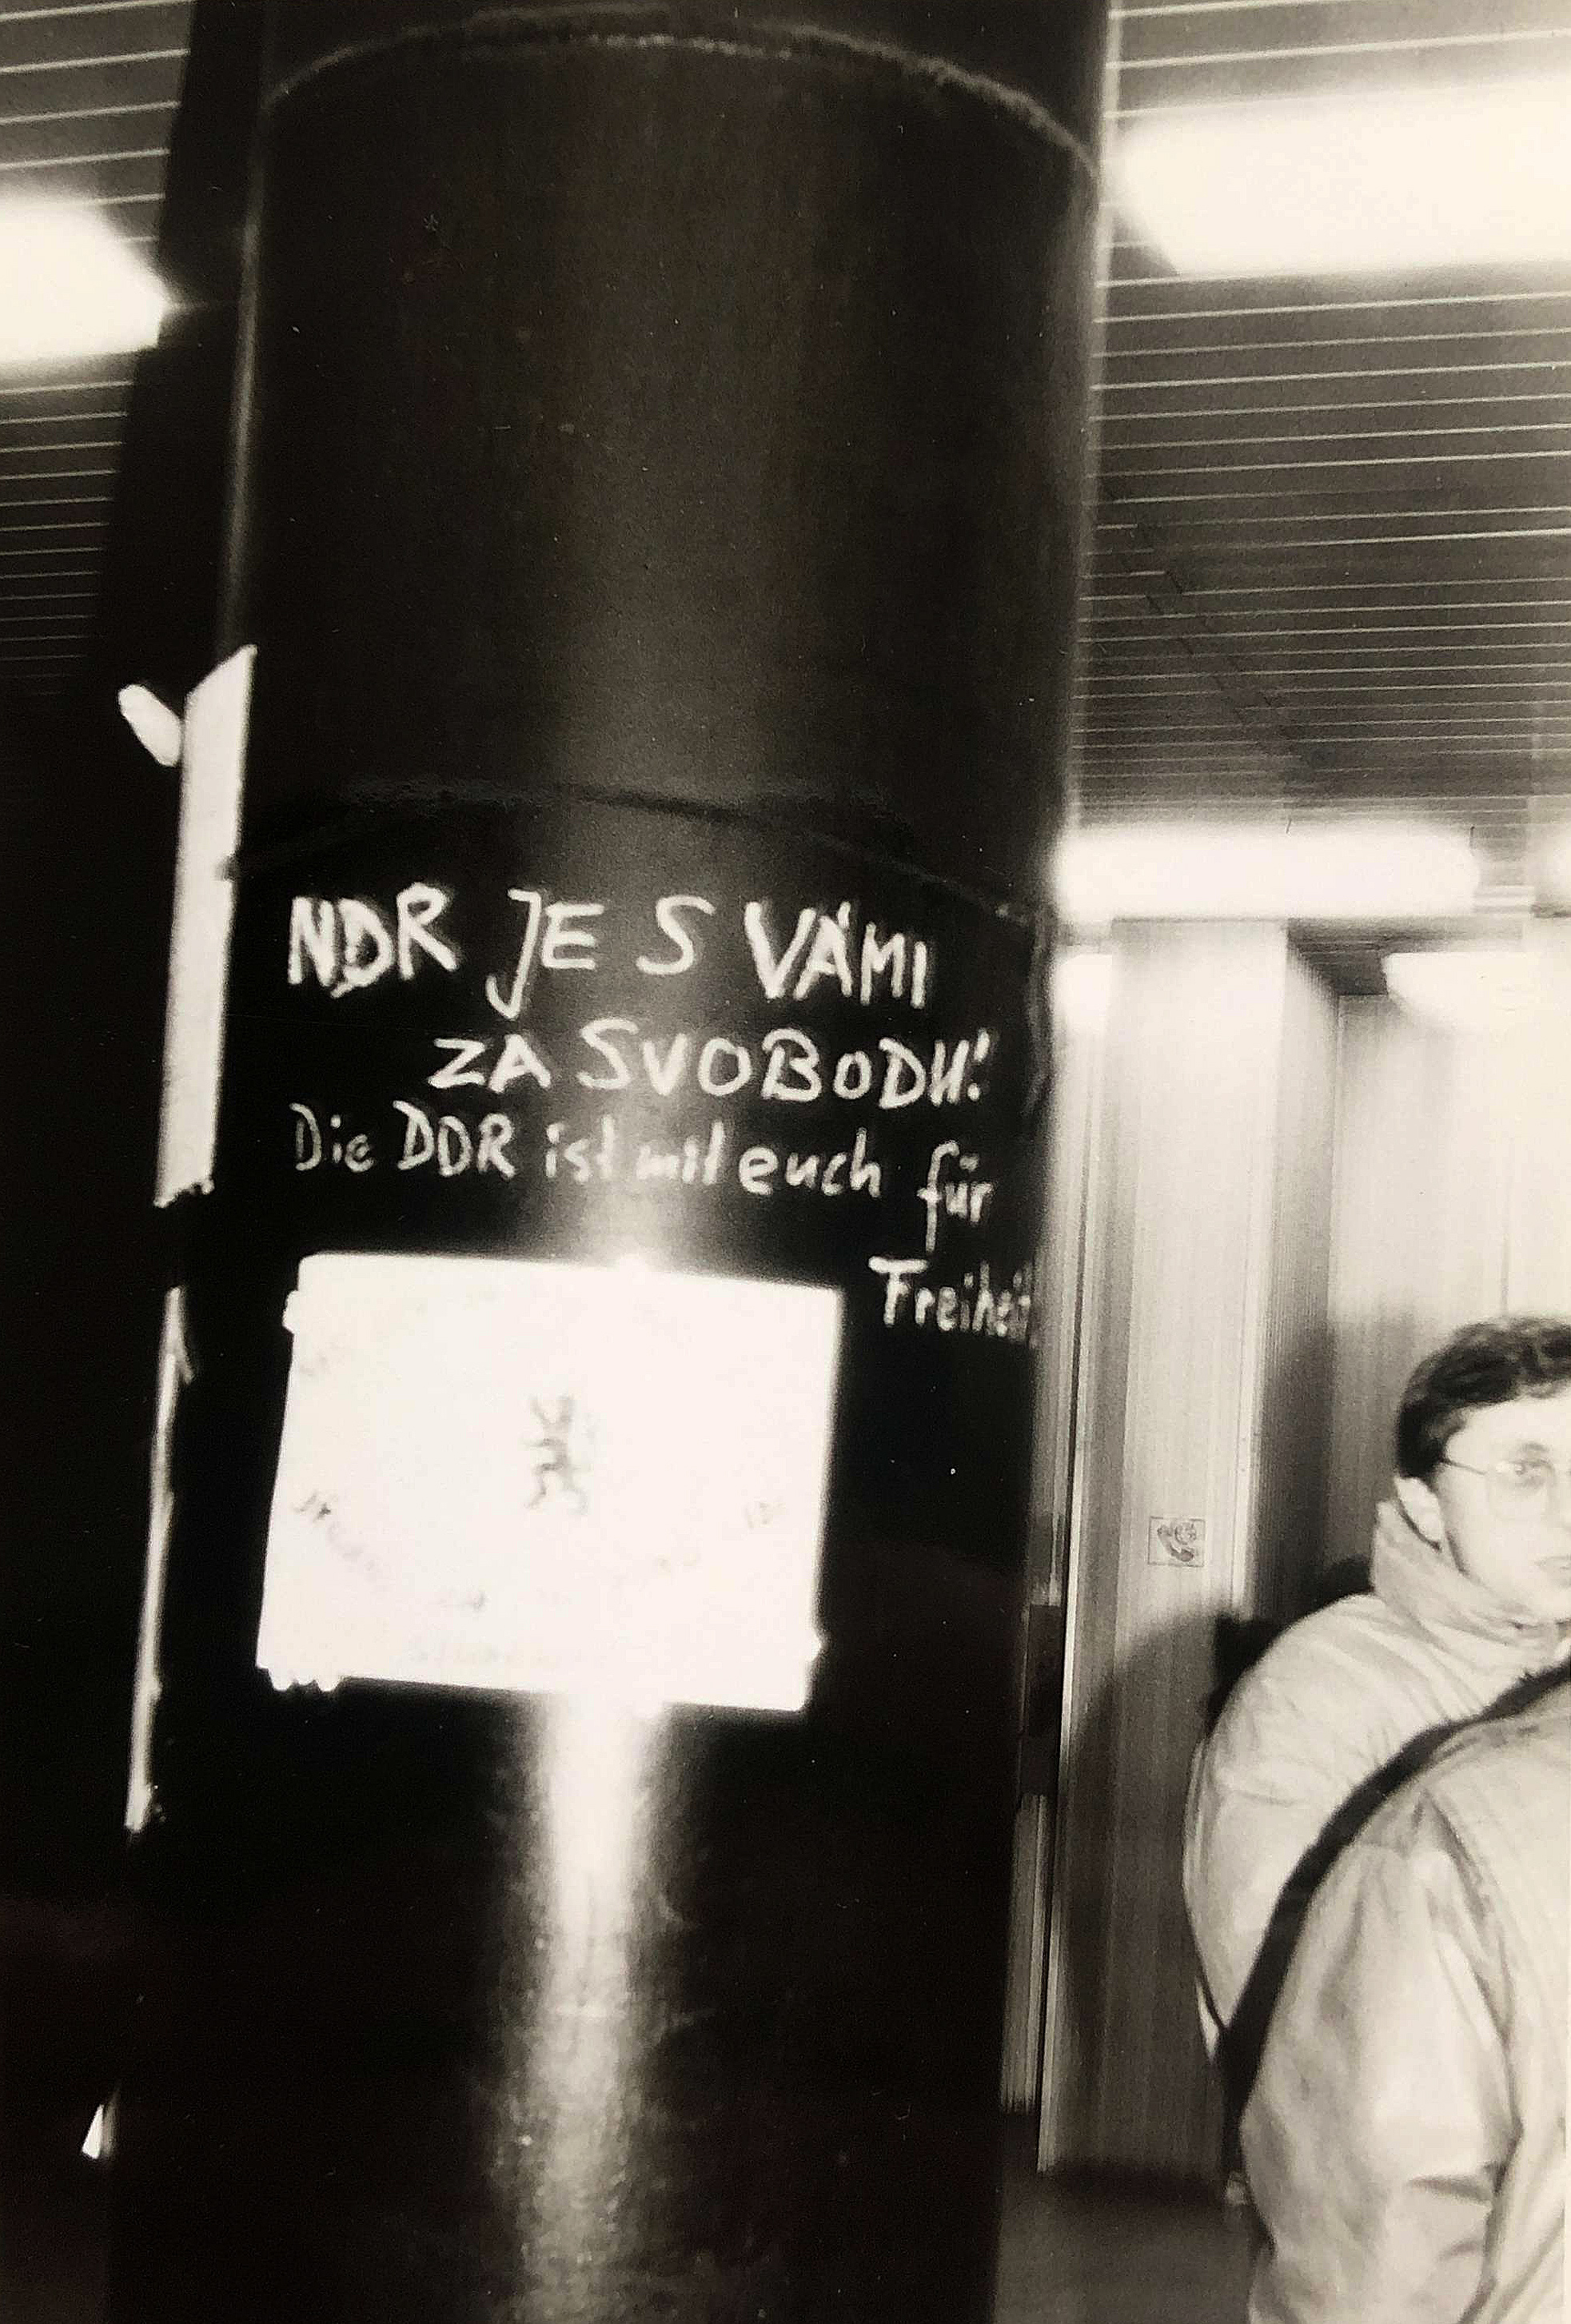 NDR JE S VÁMI
ZA SVOBODU!
Die DDR ist mit euch für
Freiheit